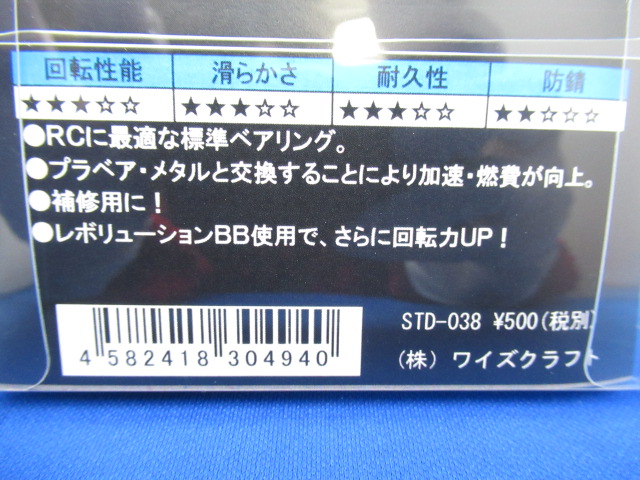 回転性能 滑らかさ 耐久性 防錆
★★★☆☆ ★★★☆☆ ★★★☆☆ ★★☆☆☆
●RCに最適な標準ベアリング。
●プラベア・メタルと交換することにより加速・燃費が向上。
●補修用に！
●レボリューションBB使用で、さらに回転力UP！
STD-038 ¥500(税別)
4 582418 304940
(株) ワイズクラフト